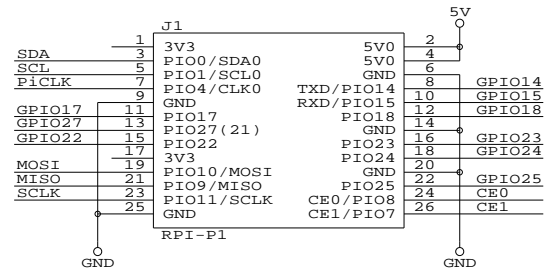 5V
J1
1 3V3 5V0 2
SDA 3 PIO0/SDA0 5V0 4
SCL 5 PIO1/SCL0 GND 6
PiCLK 7 PIO4/CLK0 TXD/PIO14 8 GPIO14
9 GND RXD/PIO15 10 GPIO15
GPIO17 11 PIO17 PIO18 12 GPIO18
GPIO27 13 PIO27(21) GND 14
GPIO22 15 PIO22 PIO23 16 GPIO23
17 3V3 PIO24 18 GPIO24
MOSI 19 PIO10/MOSI GND 20
MISO 21 PIO9/MISO PIO25 22 GPIO25
SCLK 23 PIO11/SCLK CE0/PIO8 24 CE0
25 GND CE1/PIO7 26 CE1
RPI-P1
GND GND